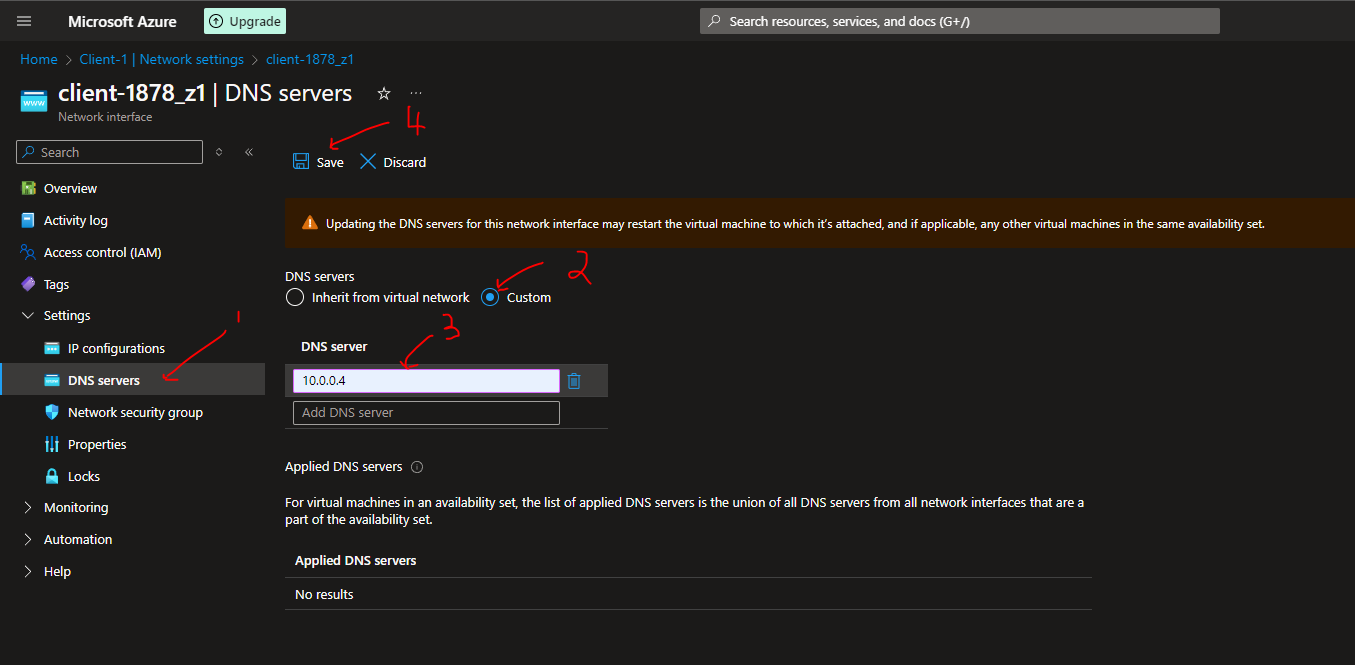 Microsoft Azure
Upgrade
Search resources, services, and docs (G+/)
Home > Client-1 | Network settings > client-1878_z1
client-1878_z1 | DNS servers
Network interface
4
Search
Save
Discard
Overview
Activity log
Access control (IAM)
Tags
Settings
IP configurations
DNS servers
Network security group
Properties
Locks
Monitoring
Automation
Help
1
Updating the DNS servers for this network interface may restart the virtual machine to which it's attached, and if applicable, any other virtual machines in the same availability set.
2
DNS servers
Inherit from virtual network
Custom
3
DNS server
10.0.0.4
Add DNS server
Applied DNS servers
For virtual machines in an availability set, the list of applied DNS servers is the union of all DNS servers from all network interfaces that are a
part of the availability set.
Applied DNS servers
No results